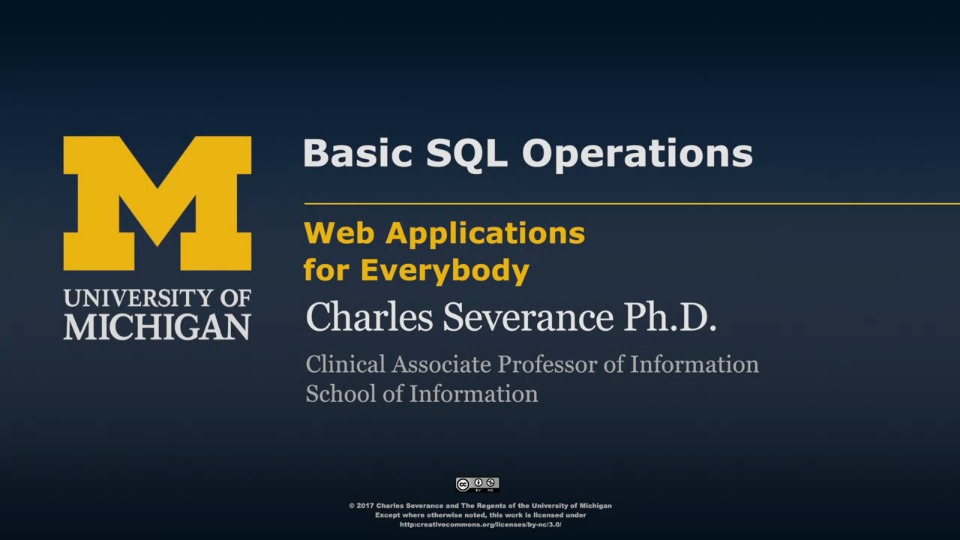 Basic SQL Operations
Web Applications
for Everybody
Charles Severance Ph.D.
Clinical Associate Professor of Information
School of Information
M
UNIVERSITY OF
MICHIGAN
cc
BY NC
© 2017 Charles Severance and The Regents of the University of Michigan
Except where otherwise noted, this work is licensed under
http:creativecommons.org/licenses/by-nc/3.0/